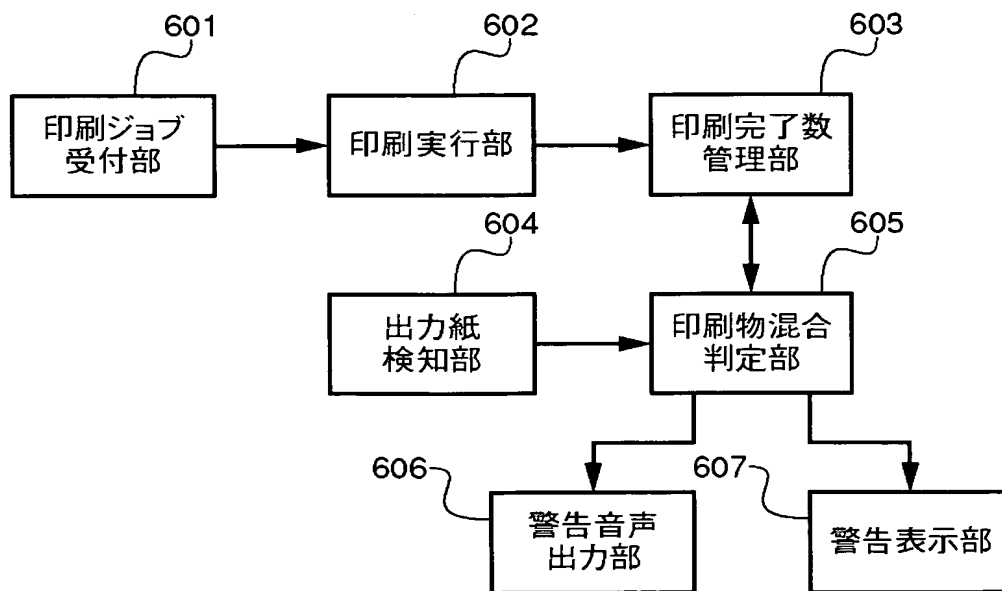 601
602
603
印刷ジョブ
受付部
印刷実行部
印刷完了数
管理部
604
605
出力紙
検知部
印刷物混合
判定部
606
607
警告音声
出力部
警告表示部